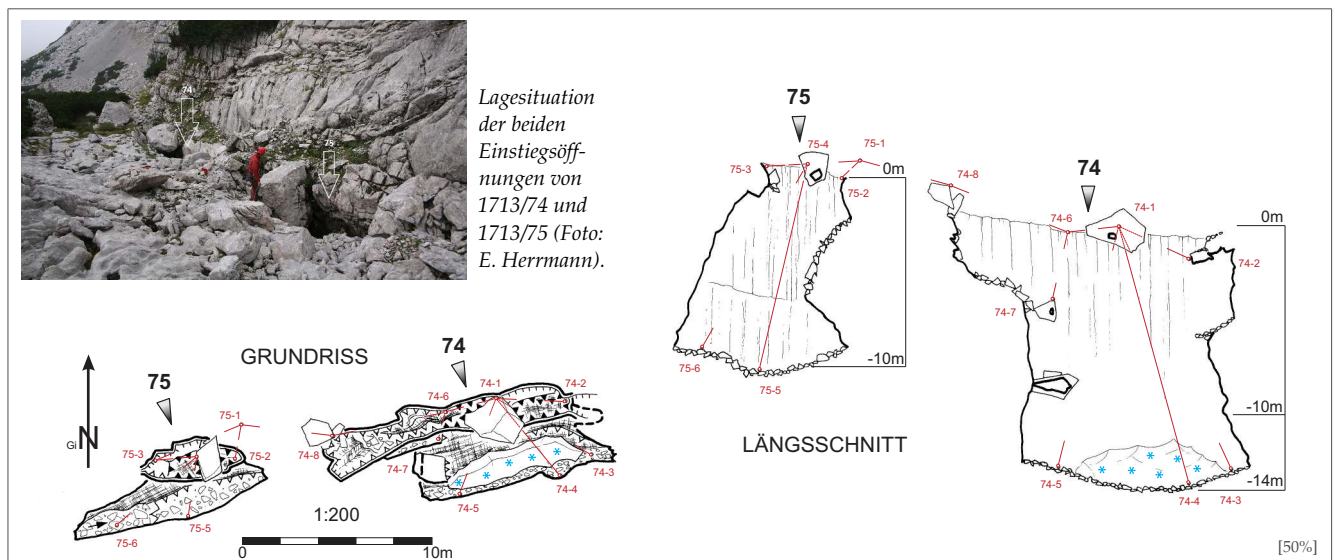 74
75
Lagesituation
der beiden
Einstiegsöff-
nungen von
1713/74 und
1713/75 (Foto:
E. Herrmann).
75
75-4
75-1
75-3
75-2
0m
75-6
75-5
-10m
74
74-8
74-6
74-1
0m
74-2
74-7
-10m
74-5
74-4
74-3
-14m
LÄNGSSCHNITT
GRUNDRISS
GiN
75
75-1
75-3
75-2
75-5
75-6
74
74-1
74-2
74-6
74-8
74-7
74-3
74-4
74-5
1:200
0 10m
[50%]